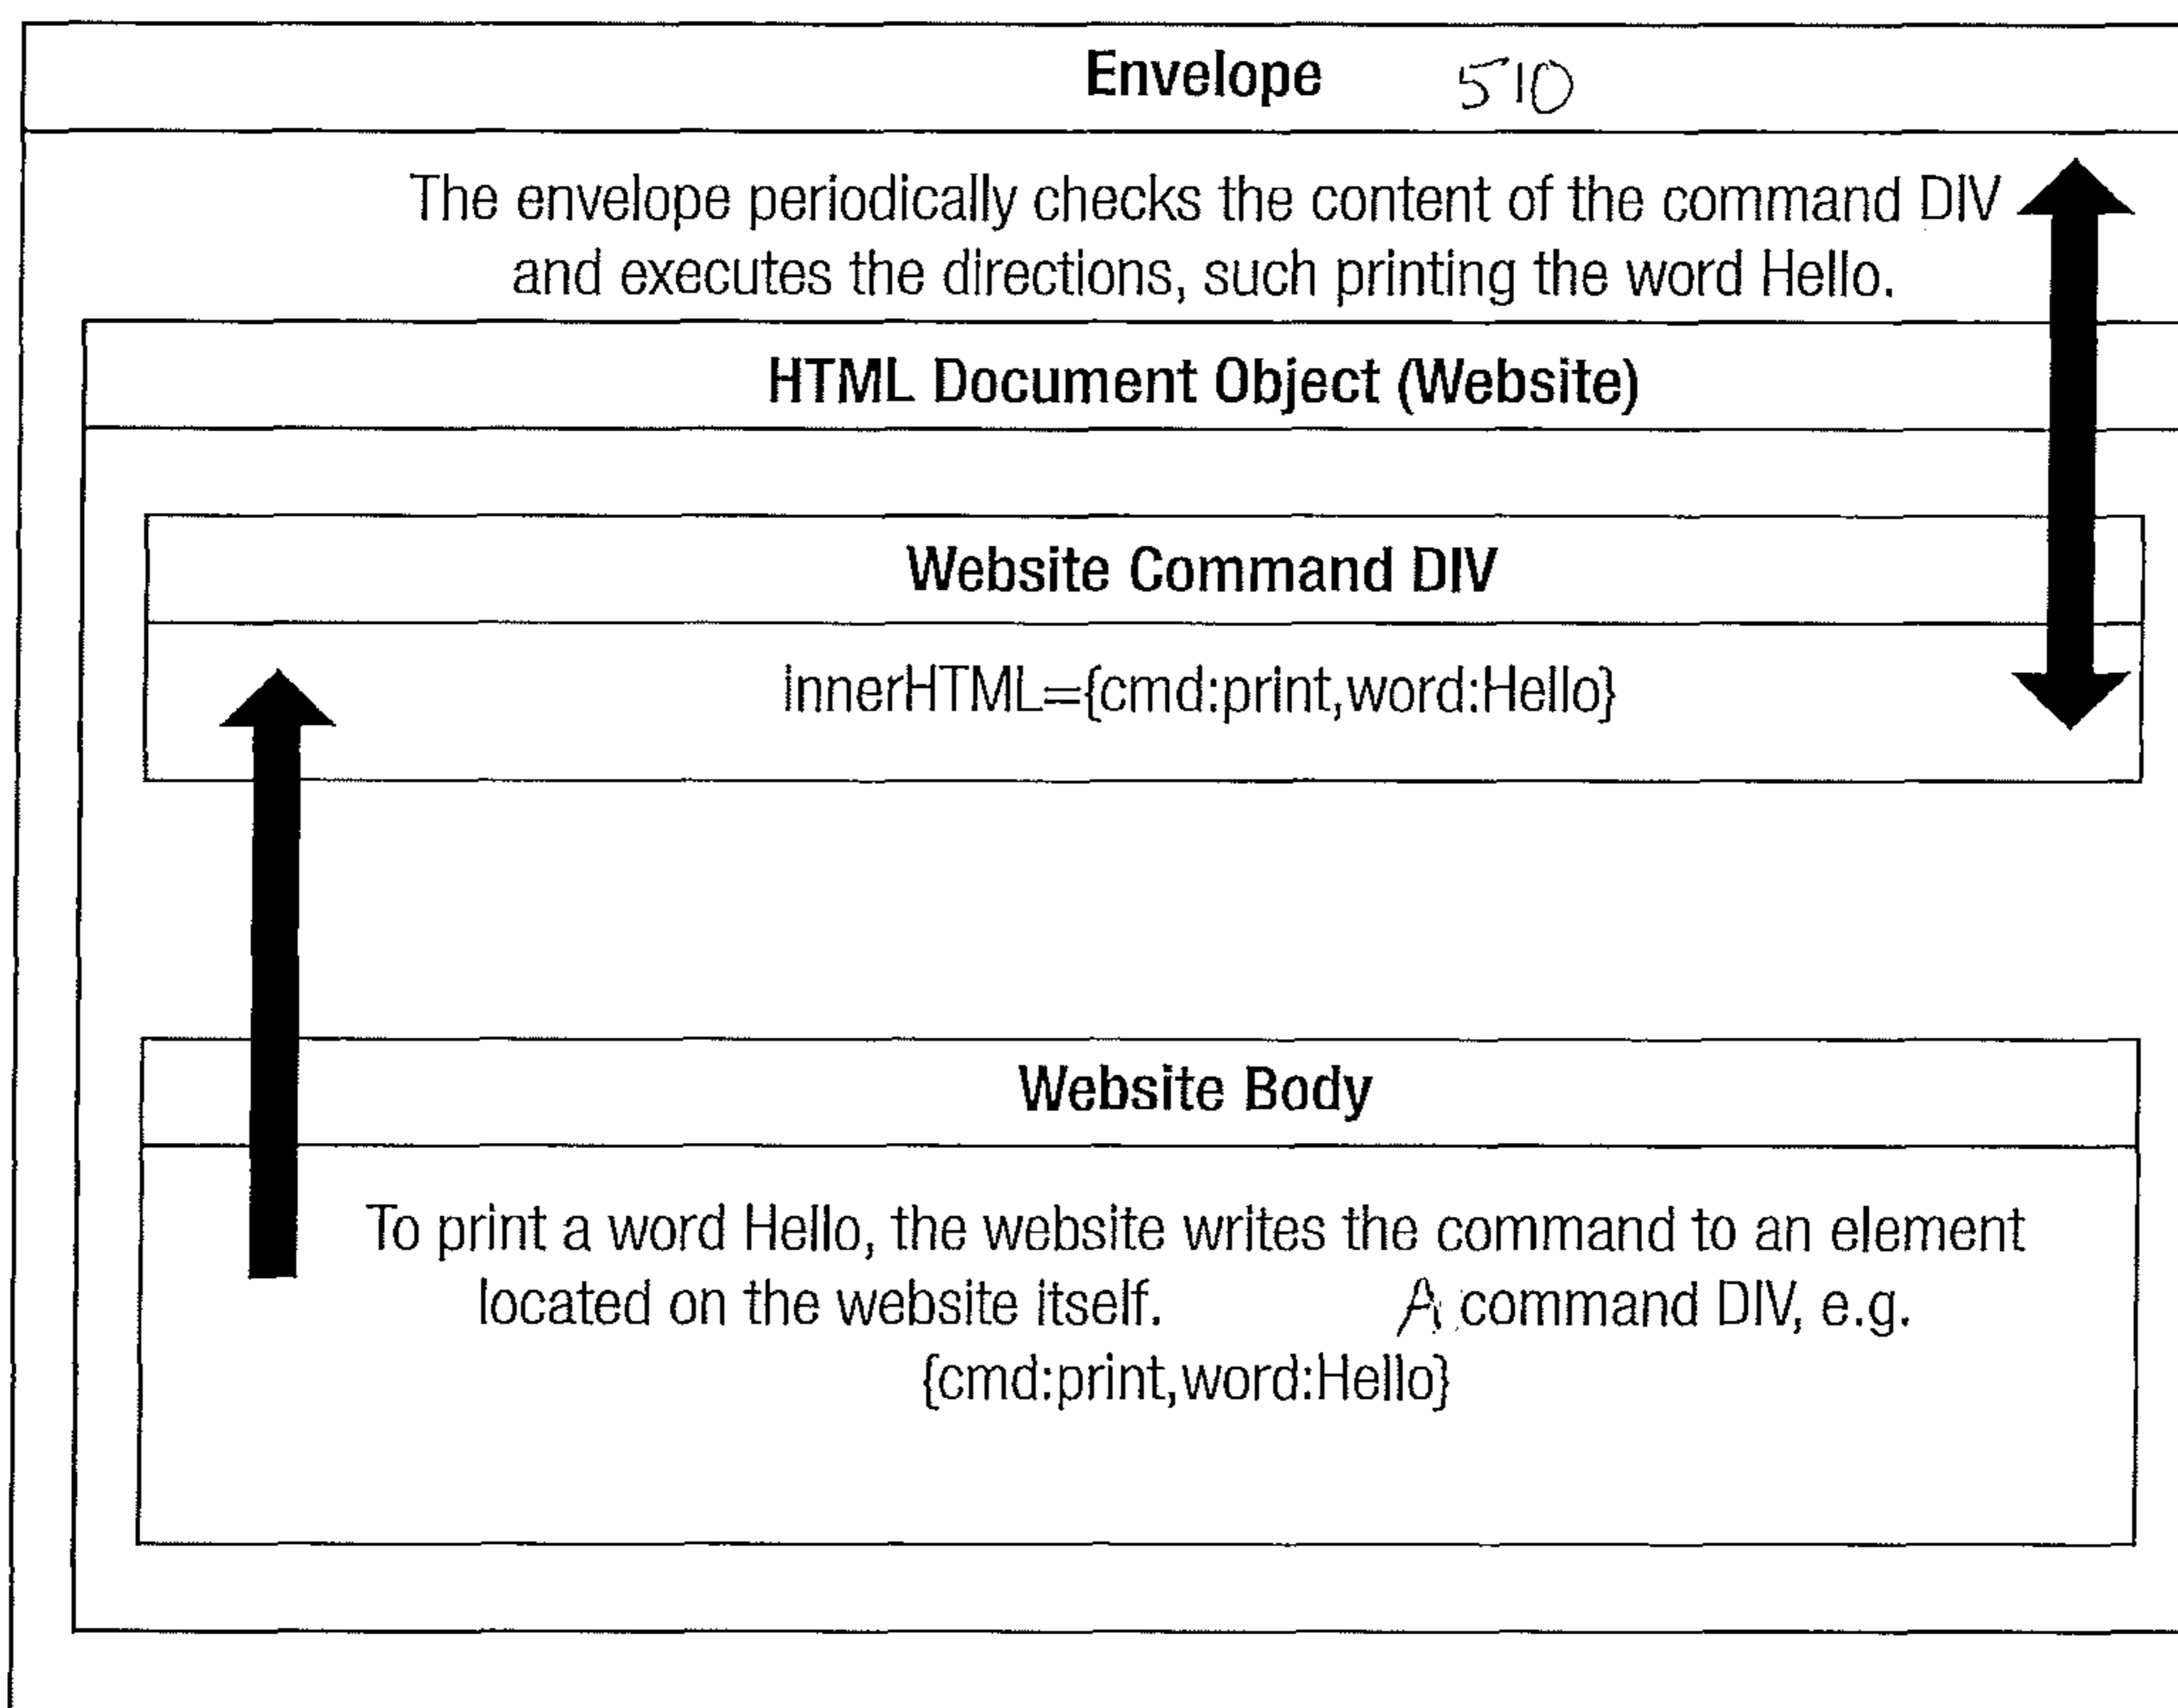 Envelope 510
The envelope periodically checks the content of the command DIV
and executes the directions, such printing the word Hello.
HTML Document Object (Website)
Website Command DIV
innerHTML={cmd:print,word:Hello}
Website Body
To print a word Hello, the website writes the command to an element
located on the website itself. A command DIV, e.g.
{cmd:print,word:Hello}